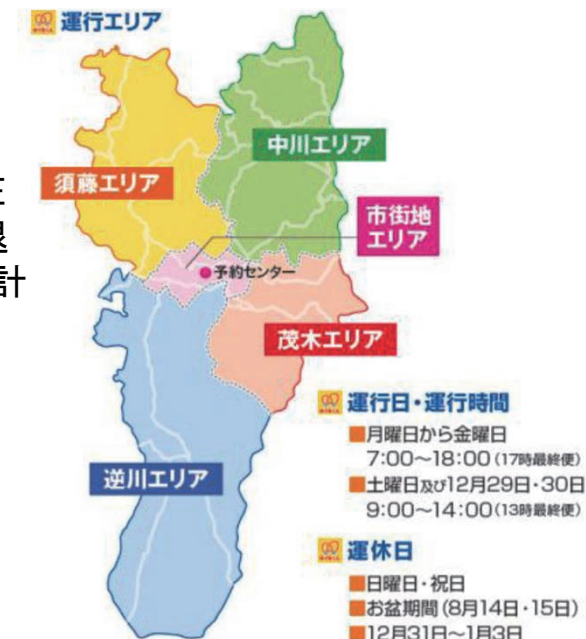 運行エリア
中川エリア
須藤エリア
市街地
エリア
予約センター
茂木エリア
逆川エリア
計
運行日・運行時間
■月曜日から金曜日
7:00〜18:00(17時最終便)
■土曜日及び12月29日・30日
9:00〜14:00(13時最終便)
運休日
■日曜日・祝日
■お盆期間(8月14日・15日)
■12月31日〜1月3日